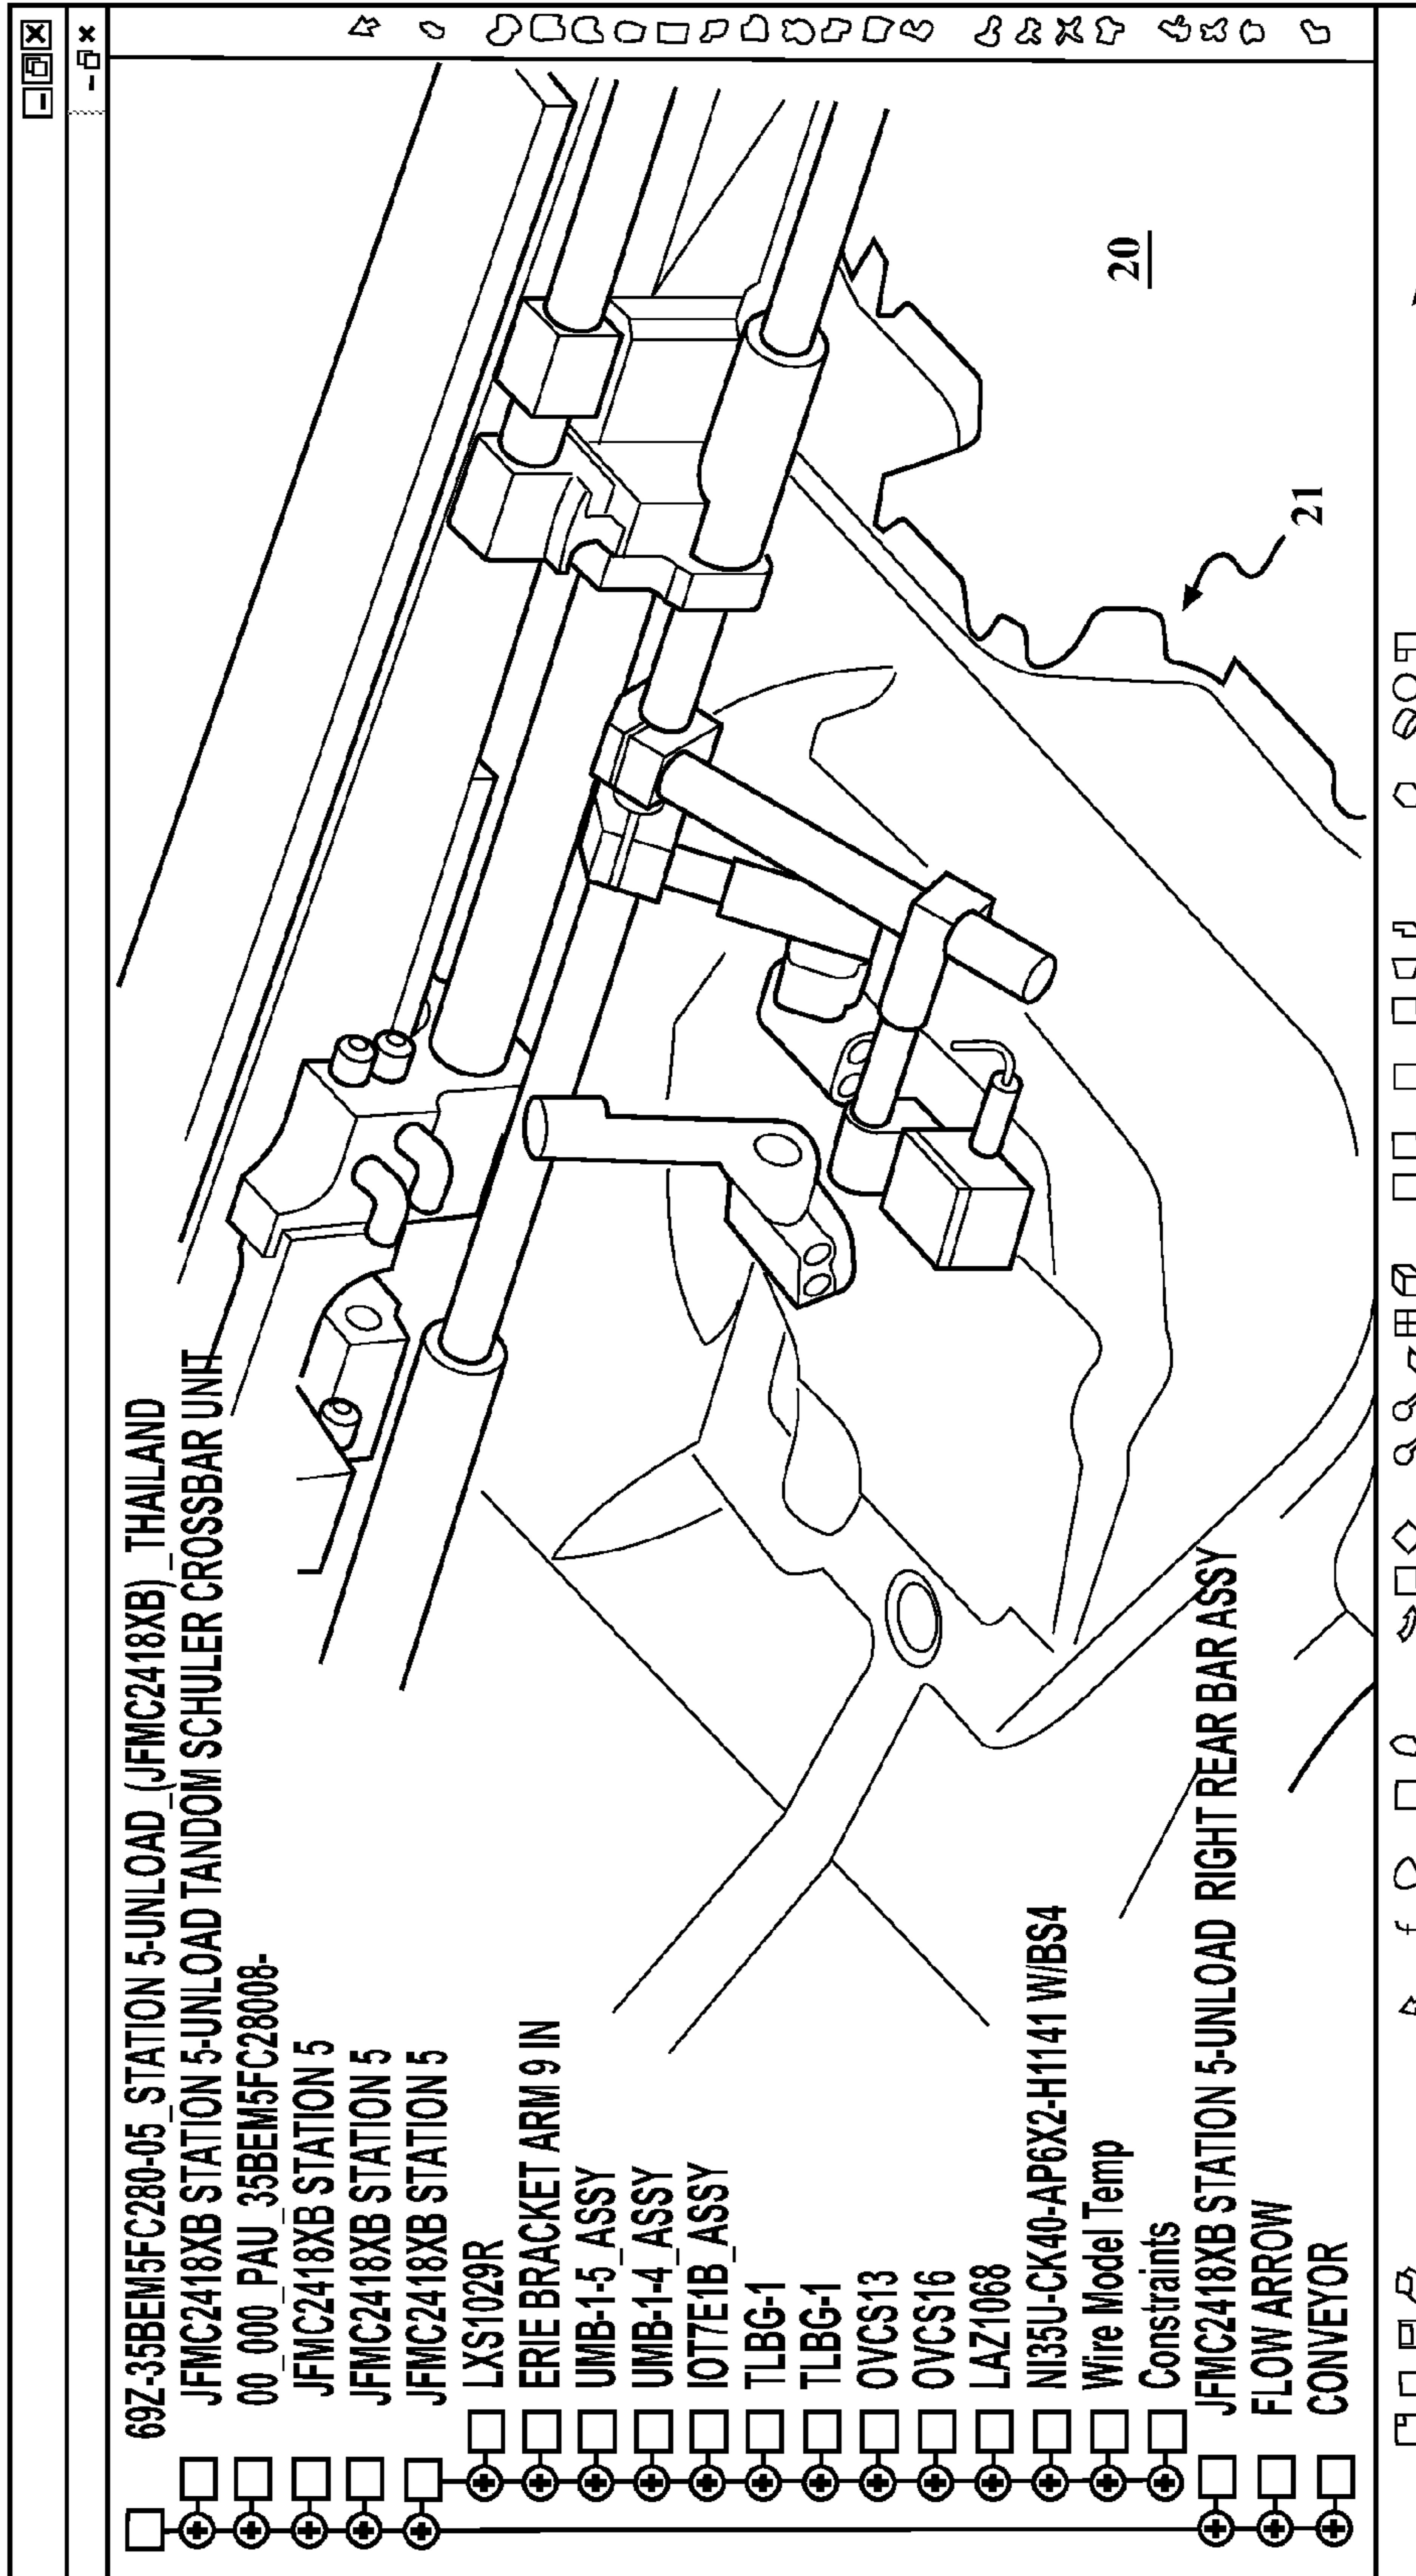 69Z-35BEM5FC280-05_STATION 5-UNLOAD_(JFMC2418XB)_THAILAND
JFMC2418XB STATION 5-UNLOAD TANDOM SCHULER CROSSBAR UNIT
00_000_PAU_35BEM5FC28008-
JFMC2418XB STATION 5
JFMC2418XB STATION 5
JFMC2418XB STATION 5
LXS1029R
ERIE BRACKET ARM 9 IN
UMB-1-5_ASSY
UMB-1-4_ASSY
IOT7E1B_ASSY
TLBG-1
TLBG-1
OVCS13
OVCS16
LAZ1068
NI35U-CK40-AP6X2-H1141 W/BS4
Wire Model Temp
Constraints
JFMC2418XB STATION 5-UNLOAD RIGHT REAR BAR ASSY
FLOW ARROW
CONVEYOR
20
21